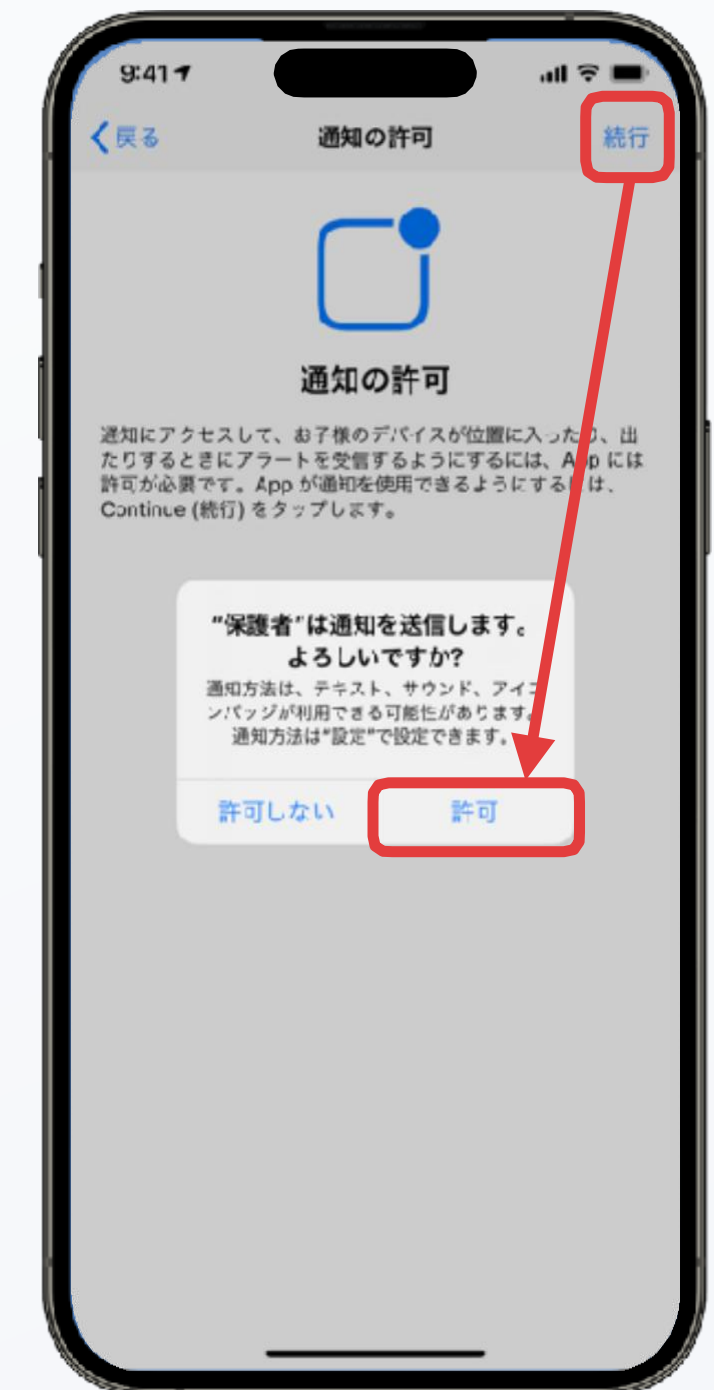 9:41
戻る 通知の許可 続行
通知の許可
通知にアクセスして、お子様のデバイスが位置に入ったり、出
たりするときにアラートを受信するようにするには、App には
許可が必要です。App が通知を使用できるようにするには、
Continue (続行) をタップします。
"保護者"は通知を送信します。
よろしいですか?
通知方法は、テキスト、サウンド、アイコ
ンバッジが利用できる可能性があります。
通知方法は"設定"で設定できます。
許可しない 許可